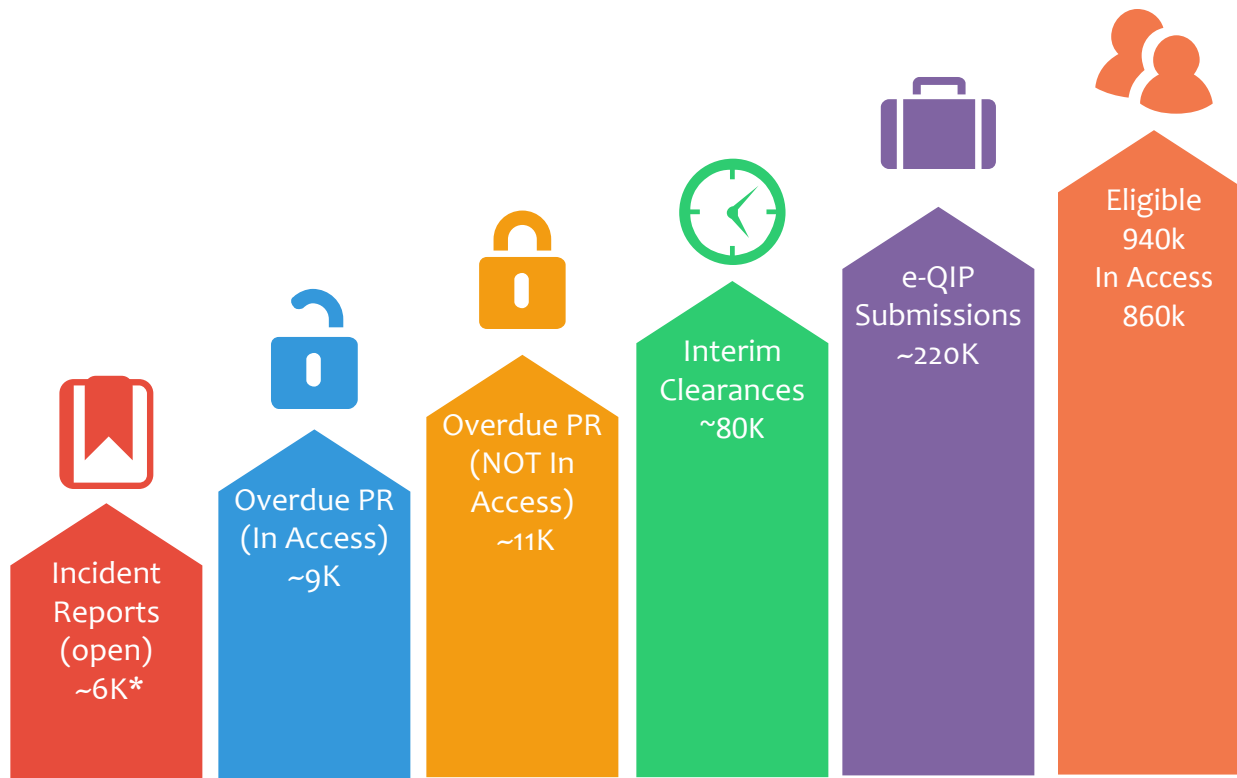 Incident
Reports
(open)
~6K*
Overdue PR
(In Access)
~9K
Overdue PR
(NOT In
Access)
~11K
Interim
Clearances
~80K
e-QIP
Submissions
~220K
Eligible
940k
In Access
860k